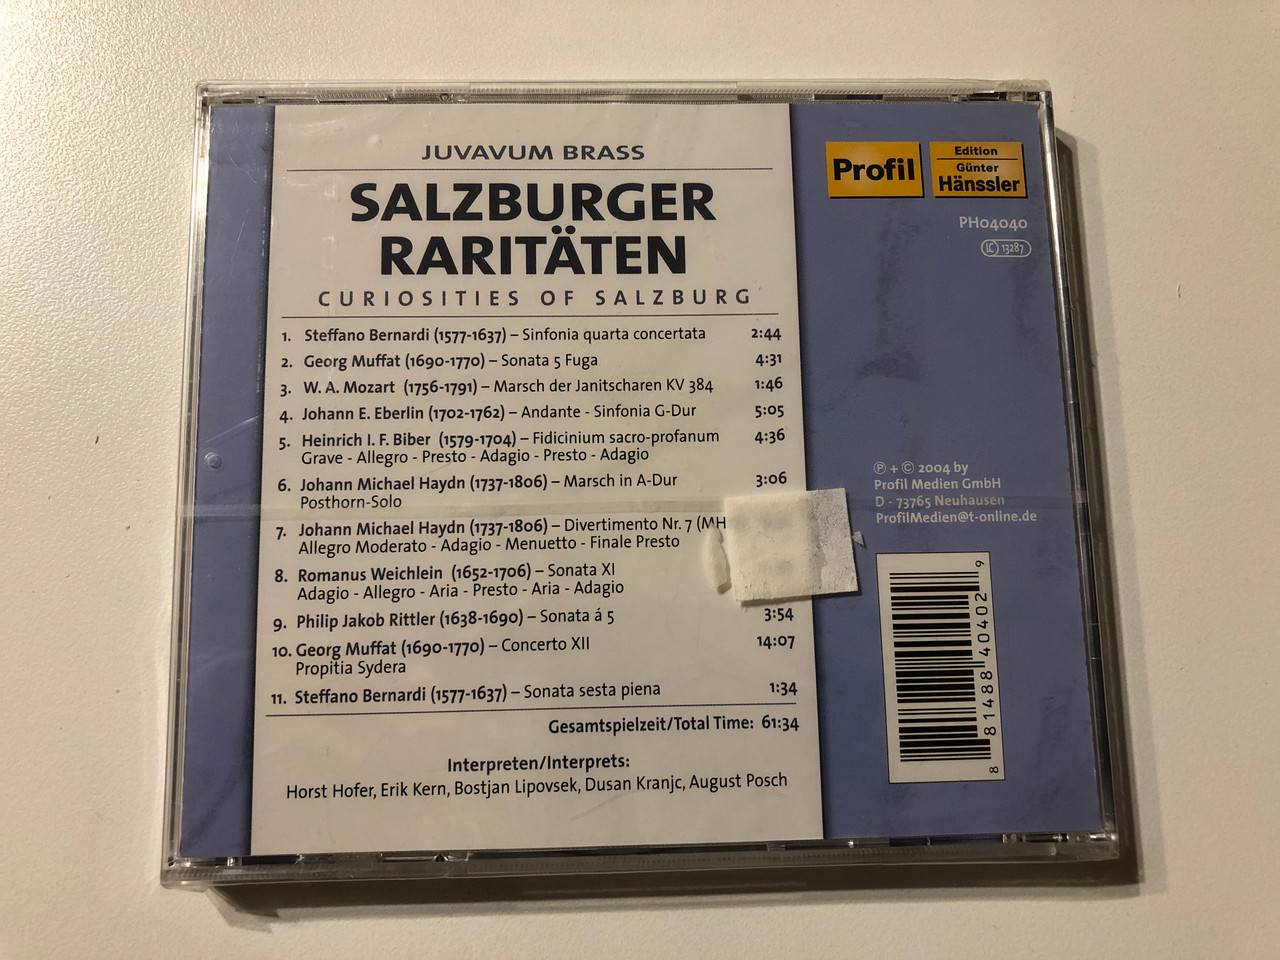 JUVAVUM BRASS
SALZBURGER
RARITÄTEN
CURIOSITIES OF SALZBURG
1. Steffano Bernardi (1577-1637) – Sinfonia quarta concertata 2:44
2. Georg Muffat (1690-1770) – Sonata 5 Fuga 4:31
3. W. A. Mozart (1756-1791) – Marsch der Janitscharen KV 384 1:46
4. Johann E. Eberlin (1702-1762) – Andante - Sinfonia G-Dur 5:05
5. Heinrich I. F. Biber (1579-1704) – Fidicinium sacro-profanum 4:36
Grave - Allegro - Presto - Adagio - Presto - Adagio
6. Johann Michael Haydn (1737-1806) – Marsch in A-Dur 3:06
Posthorn-Solo
7. Johann Michael Haydn (1737-1806) – Divertimento Nr. 7 (MH
Allegro Moderato - Adagio - Menuetto - Finale Presto
8. Romanus Weichlein (1652-1706) – Sonata XI
Adagio - Allegro - Aria - Presto - Aria - Adagio
9. Philip Jakob Rittler (1638-1690) – Sonata á 5 3:54
10. Georg Muffat (1690-1770) – Concerto XII 14:07
Propitia Sydera
11. Steffano Bernardi (1577-1637) – Sonata sesta piena 1:34
Gesamtspielzeit/Total Time: 61:34
Interpreten/Interprets:
Horst Hofer, Erik Kern, Bostjan Lipovsek, Dusan Kranjc, August Posch
Profil
Edition
Günter
Hänssler
PH04040
LC 13287
℗ + © 2004 by
Profil Medien GmbH
D - 73765 Neuhausen
ProfilMedien@t-online.de
8 81488 40402 9